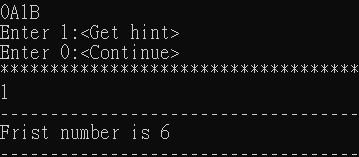 0A1B
Enter 1:<Get hint>
Enter 0:<Continue>
************************************
1
------------------------------------
Frist number is 6
------------------------------------